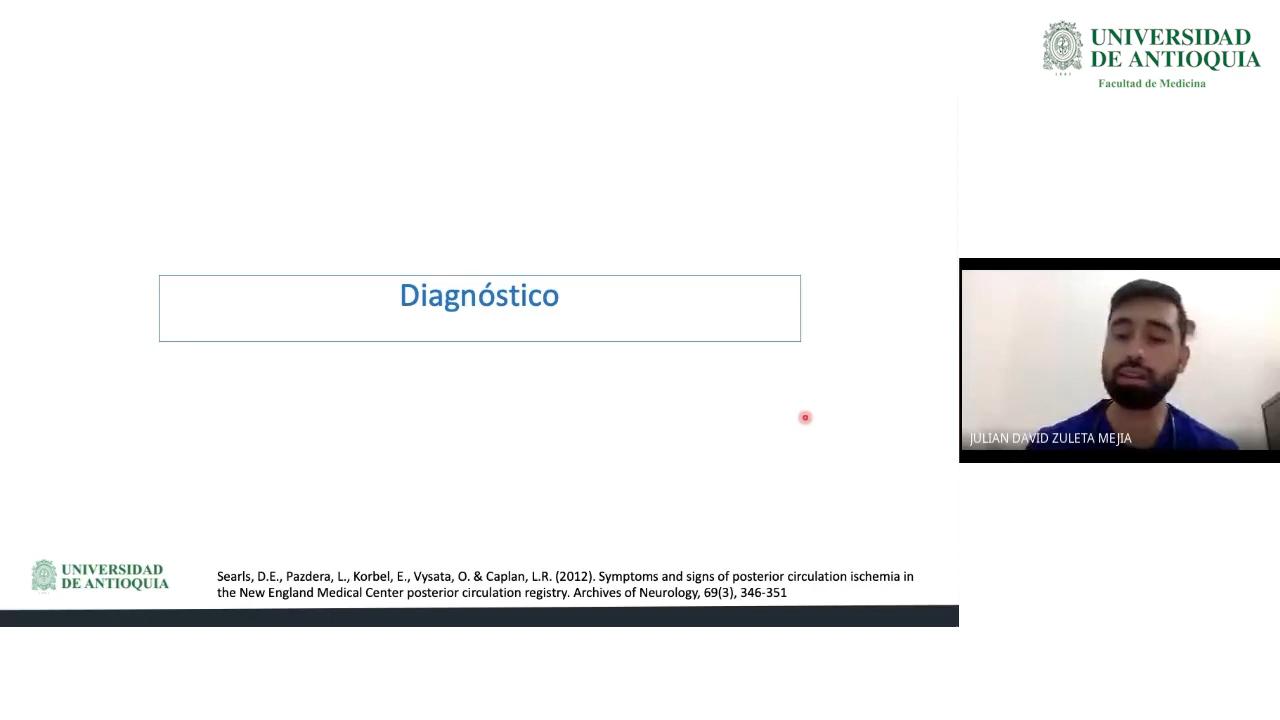 UNIVERSIDAD
DE ANTIOQUIA
Facultad de Medicina
Diagnóstico
JULIAN DAVID ZULETA MEJIA
UNIVERSIDAD
DE ANTIOQUIA
Searls, D.E., Pazdera, L., Korbel, E., Vysata, O. & Caplan, L.R. (2012). Symptoms and signs of posterior circulation ischemia in
the New England Medical Center posterior circulation registry. Archives of Neurology, 69(3), 346-351